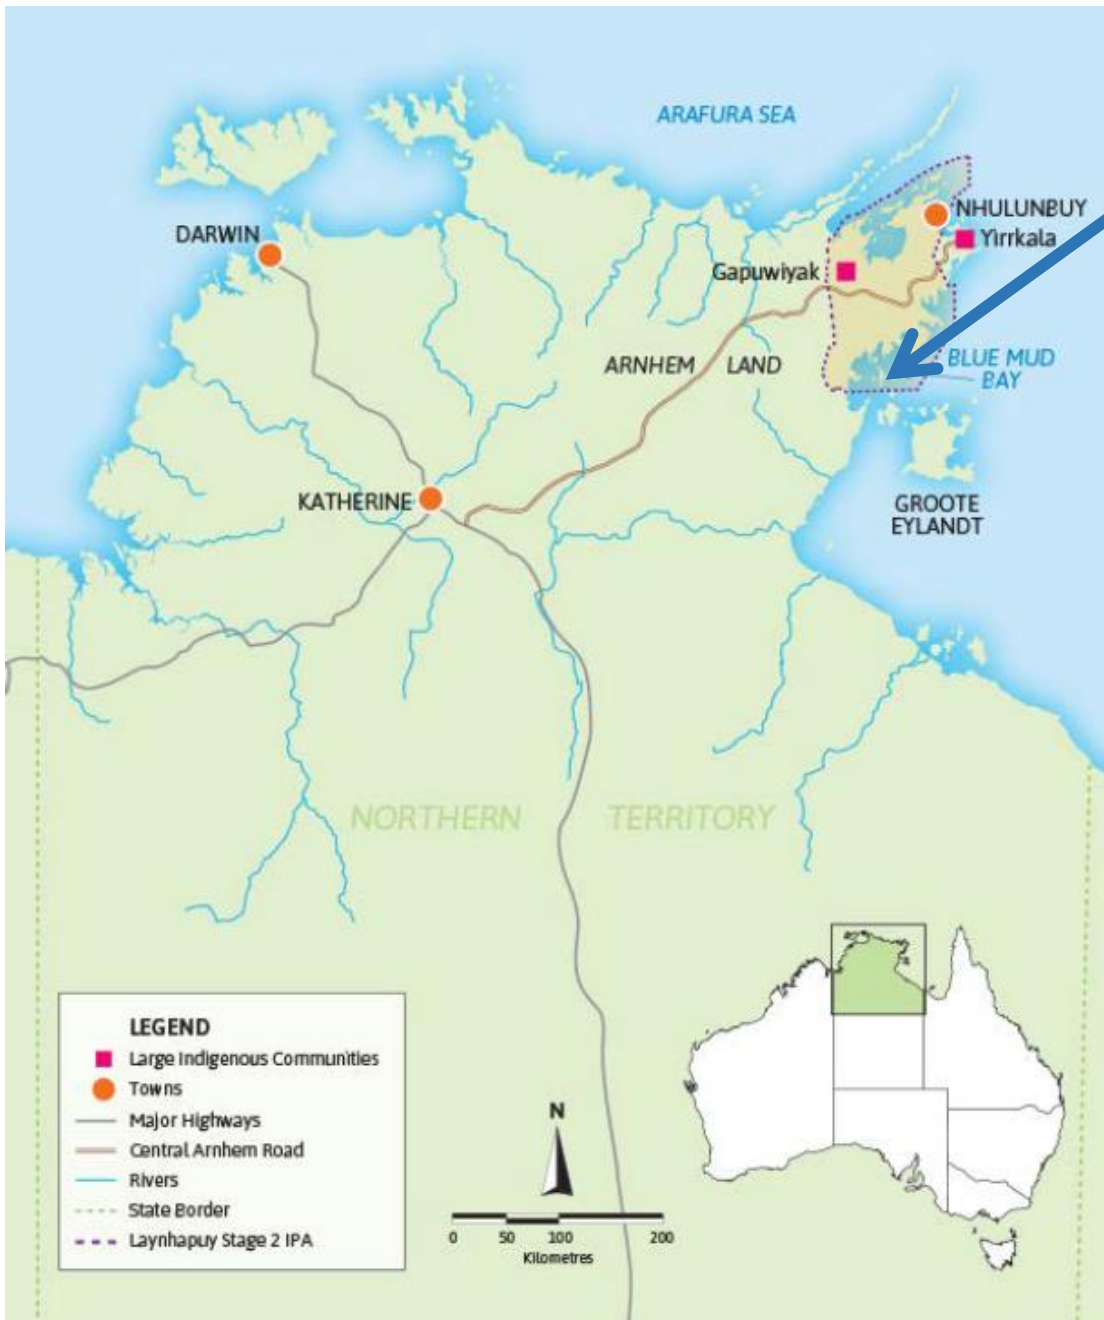 ARAFURA SEA
NHULUNBUY
DARWIN
Yirrkala
Gapuwiyak
ARNHEM LAND
BLUE MUD
BAY
KATHERINE
GROOTE
EYLANDT
NORTHERN TERRITORY
LEGEND
Large Indigenous Communities
Towns
Major Highways
Central Arnhem Road
Rivers
State Border
Laynhapuy Stage 2 IPA
N
0 50 100 200
Kilometres